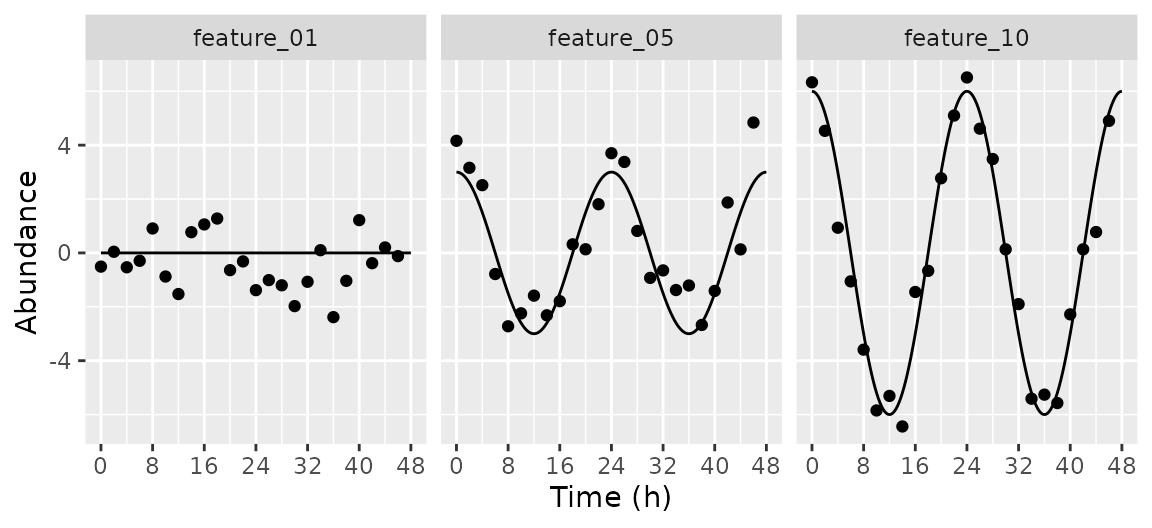 feature_01 feature_05 feature_10
Abundance
4
0
-4
0 8 16 24 32 40 48 0 8 16 24 32 40 48 0 8 16 24 32 40 48
Time (h)